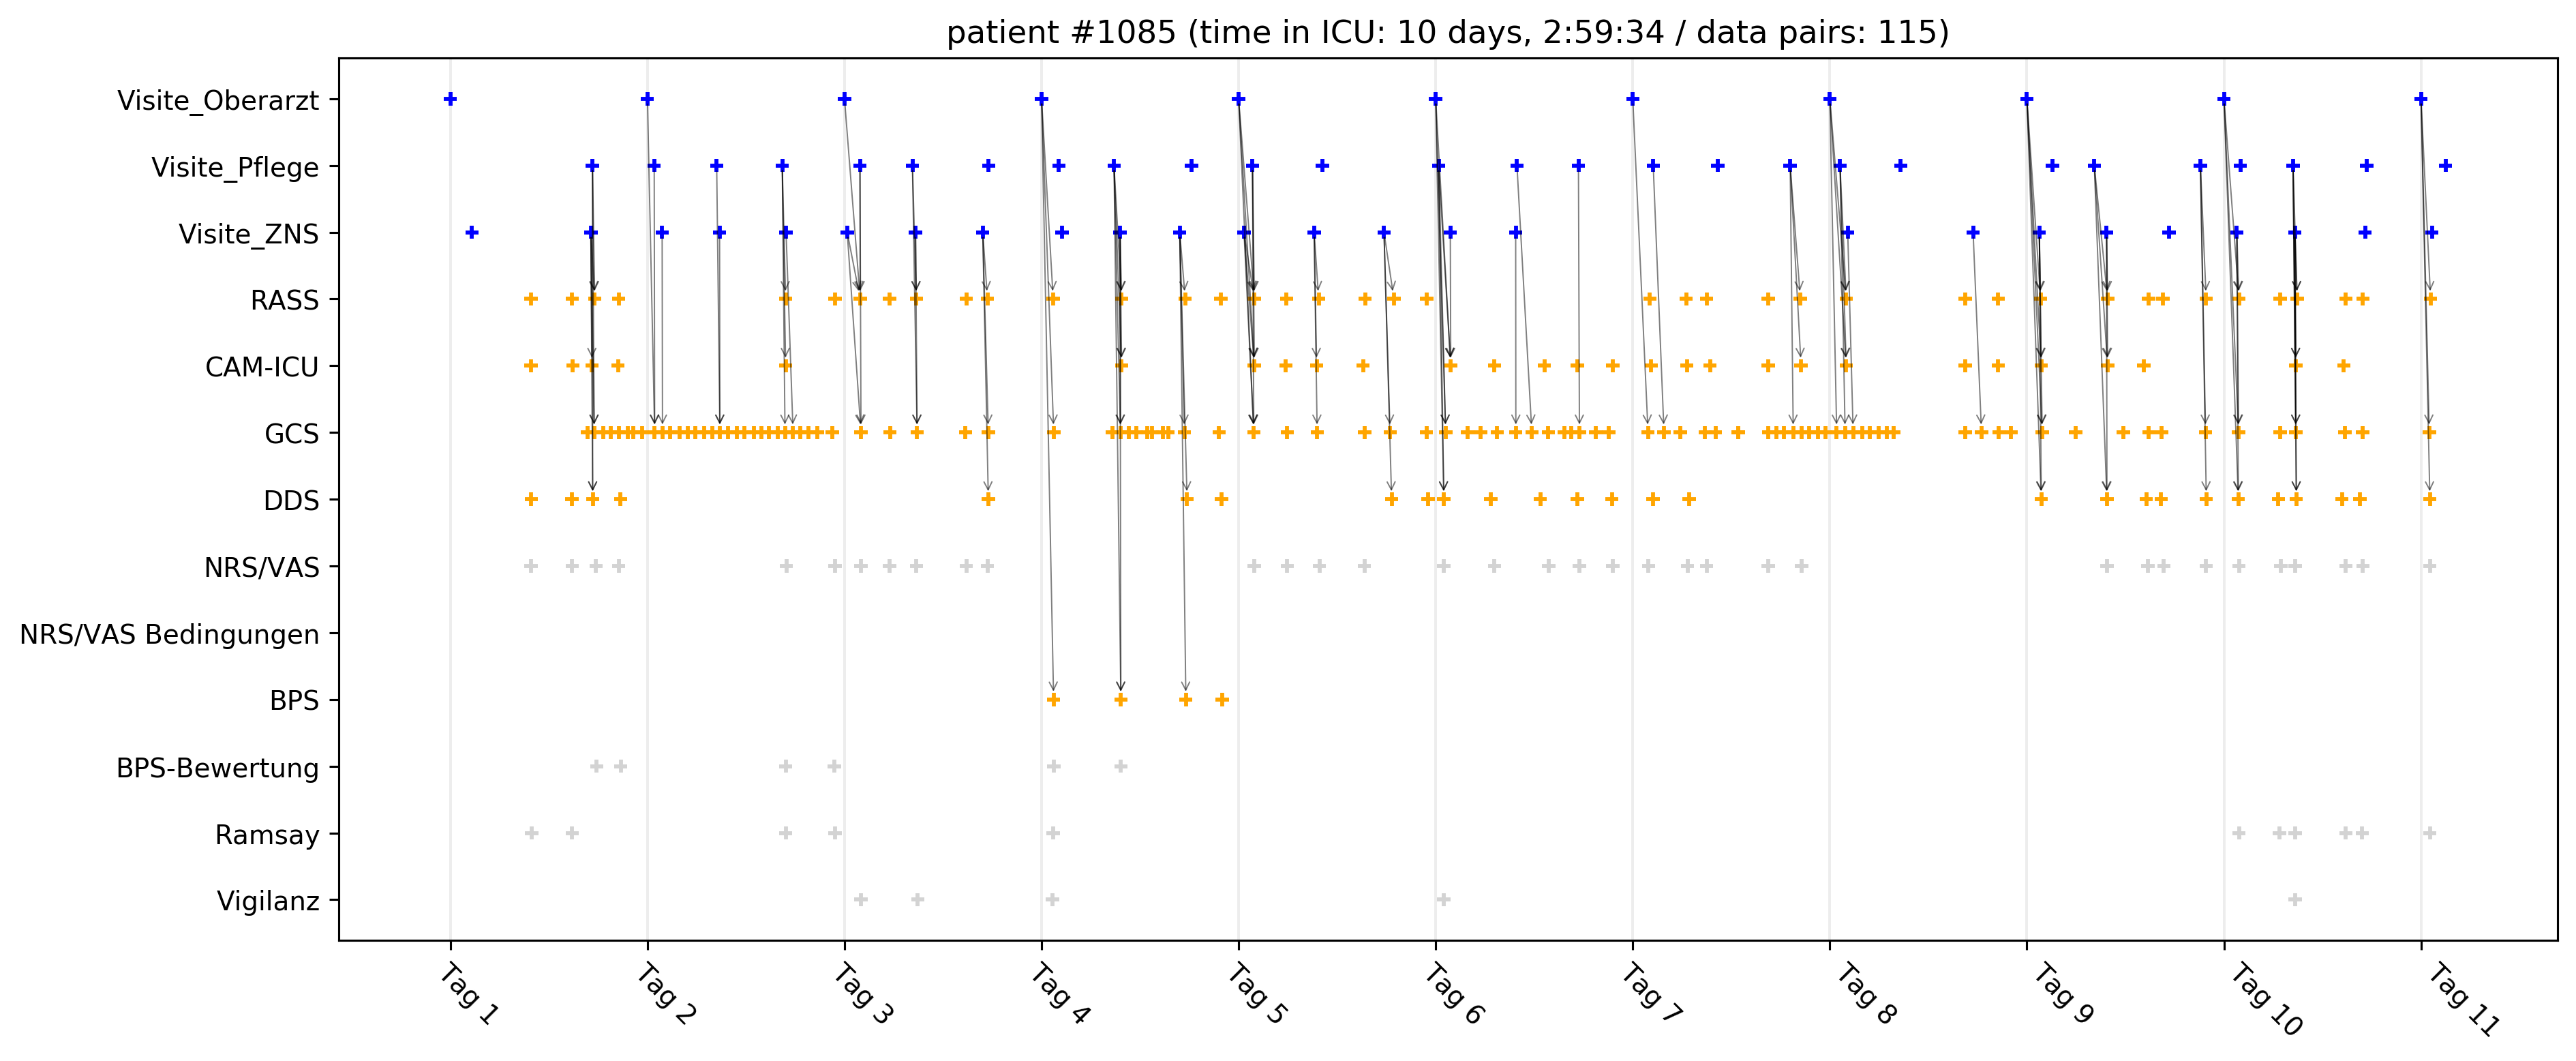 patient #1085 (time in ICU: 10 days, 2:59:34 / data pairs: 115)
Visite_Oberarzt
Visite_Pflege
Visite_ZNS
RASS
CAM-ICU
GCS
DDS
NRS/VAS
NRS/VAS Bedingungen
BPS
BPS-Bewertung
Ramsay
Vigilanz
Tag 1
Tag 2
Tag 3
Tag 4
Tag 5
Tag 6
Tag 7
Tag 8
Tag 9
Tag 10
Tag 11